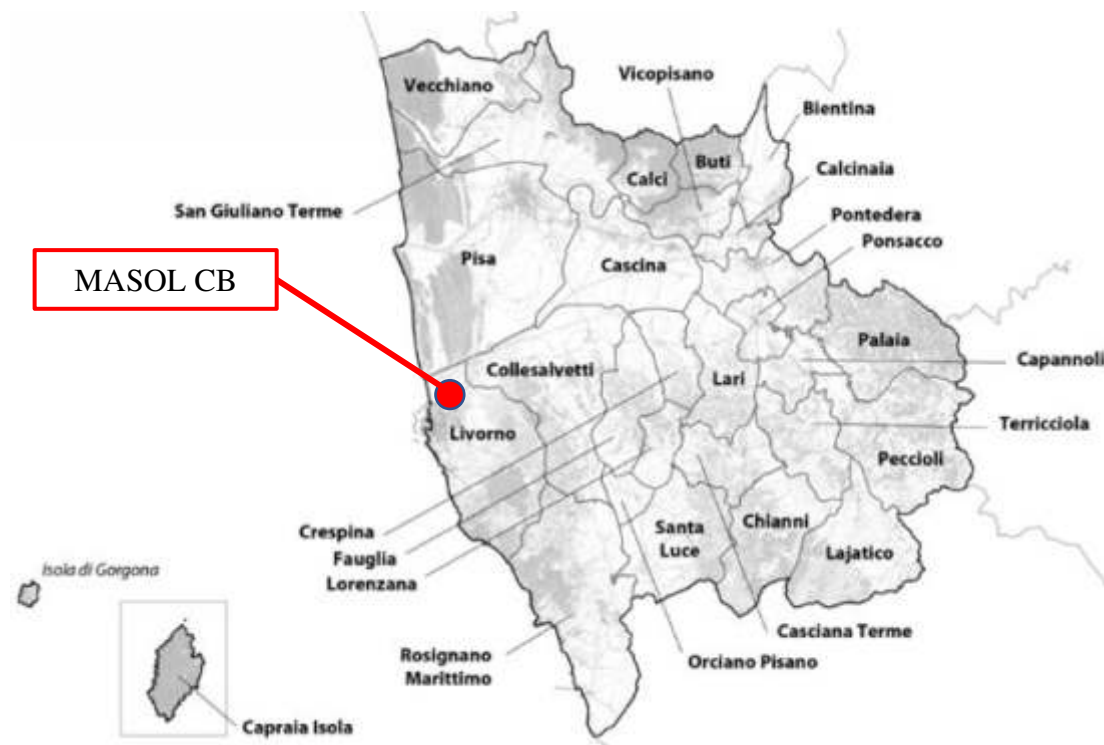 Vecchiano
Vicopisano
Bientina
Buti
Calci
Calcinaia
San Giuliano Terme
Pontedera
Ponsacco
Pisa
Cascina
MASOL CB
Palaia
Capannoli
Collesalvetti
Lari
Terricciola
Livorno
Peccioli
Crespina
Fauglia
Lorenzana
Santa
Luce
Chianni
Lajatico
Isola di Gorgona
Casciana Terme
Orciano Pisano
Rosignano
Marittimo
Capraia Isola